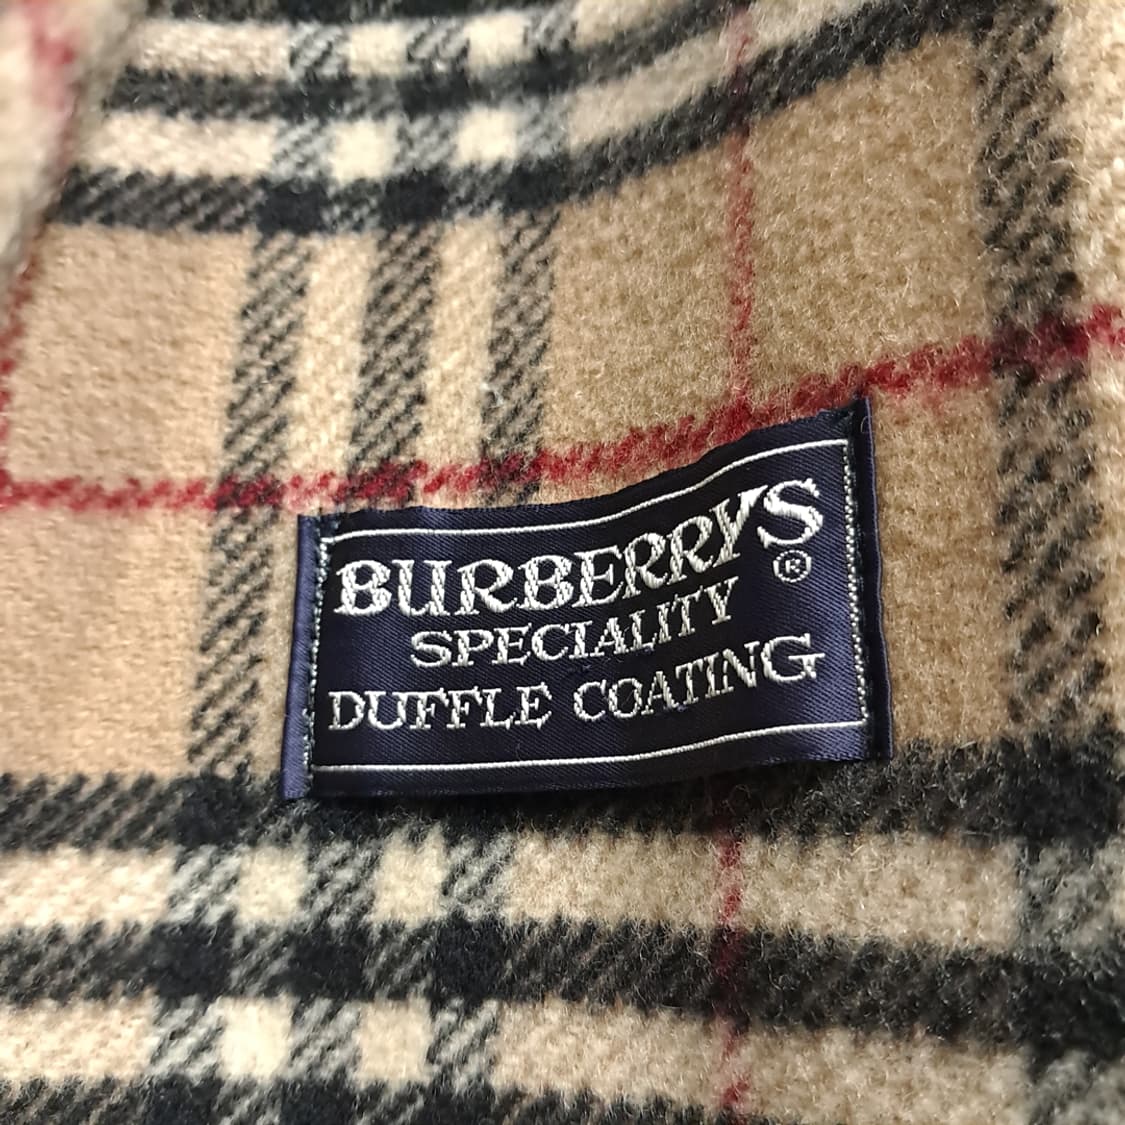 BURBERRYS
®
SPECIALITY
DUFFLE COATING